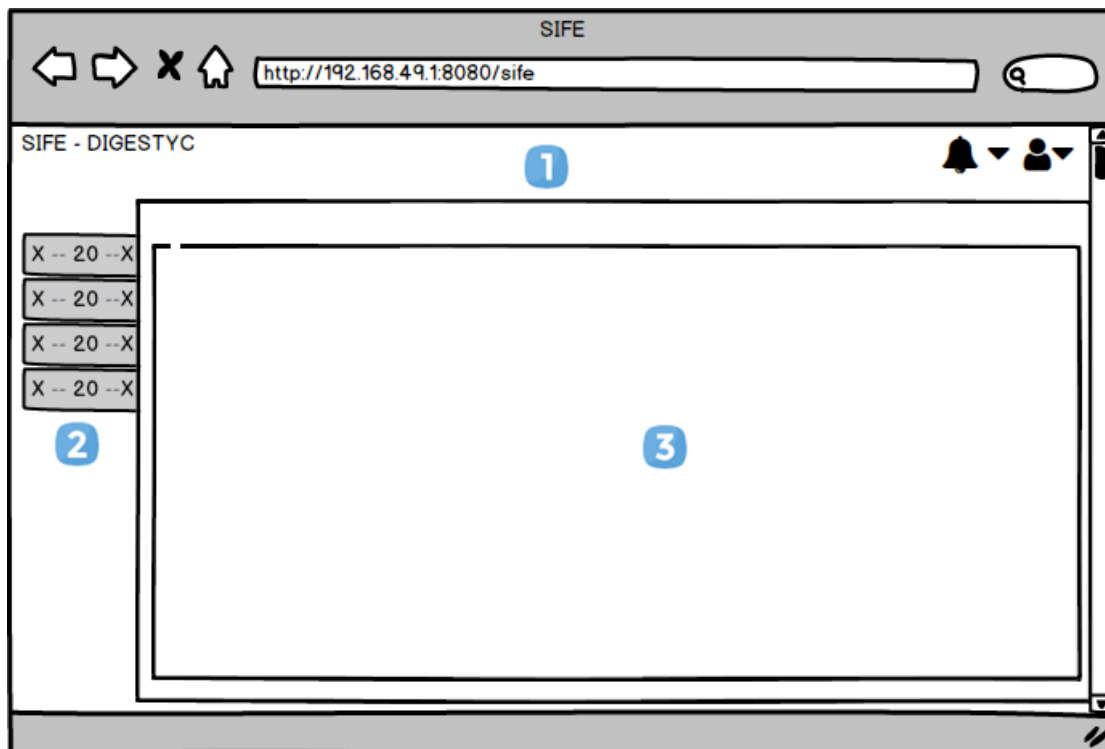 SIFE
http://192.168.49.1:8080/sife
SIFE - DIGESTYC
1
X -- 20 --X
X -- 20 --X
X -- 20 --X
X -- 20 --X
2
3